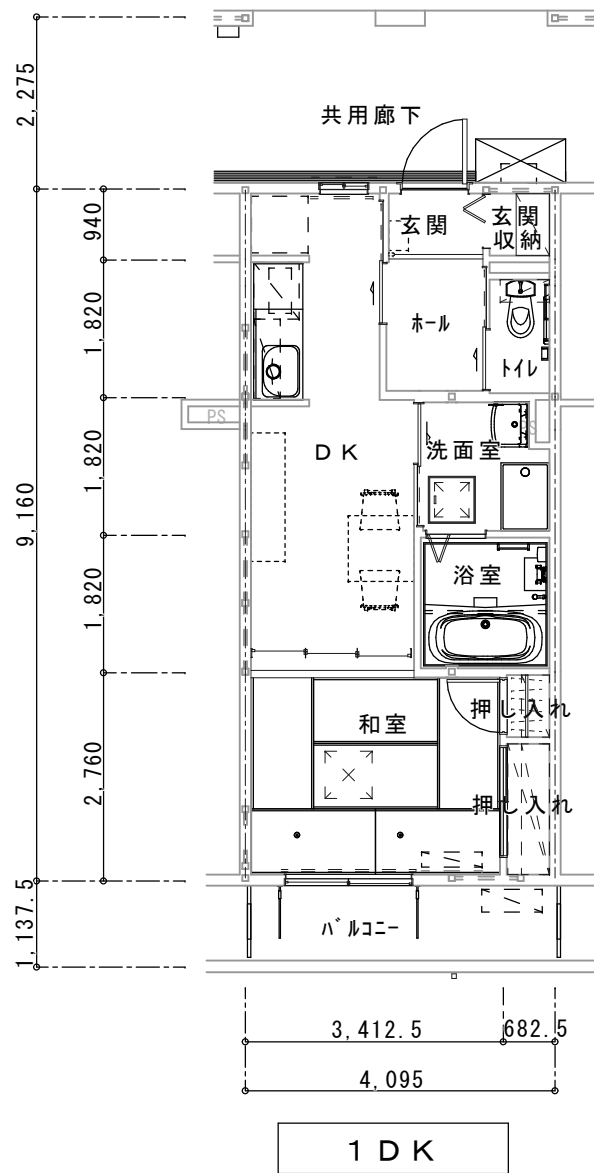 2,275
共用廊下
940
玄関
玄関
収納
1,820
ホール
トイレ
PS
DK
洗面室
S
1,820
9,160
浴室
1,820
和室
押し入れ
2,760
押し入れ
1,137.5
バルコニー
3,412.5
682.5
4,095
1DK